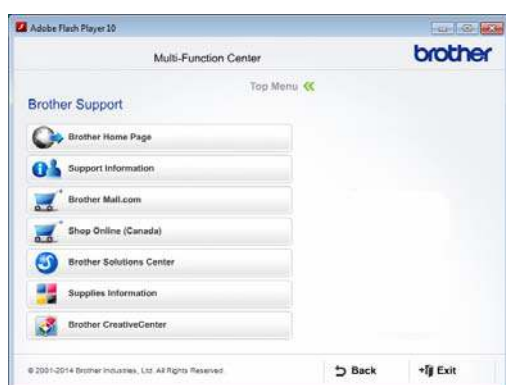 Adobe Flash Player 10
Multi-Function Center
brother
Top Menu
Brother Support
Brother Home Page
Support Information
Brother Mall.com
Shop Online (Canada)
Brother Solutions Center
Supplies Information
Brother CreativeCenter
© 2001-2014 Brother Industries, Ltd. All Rights Reserved.
Back
Exit